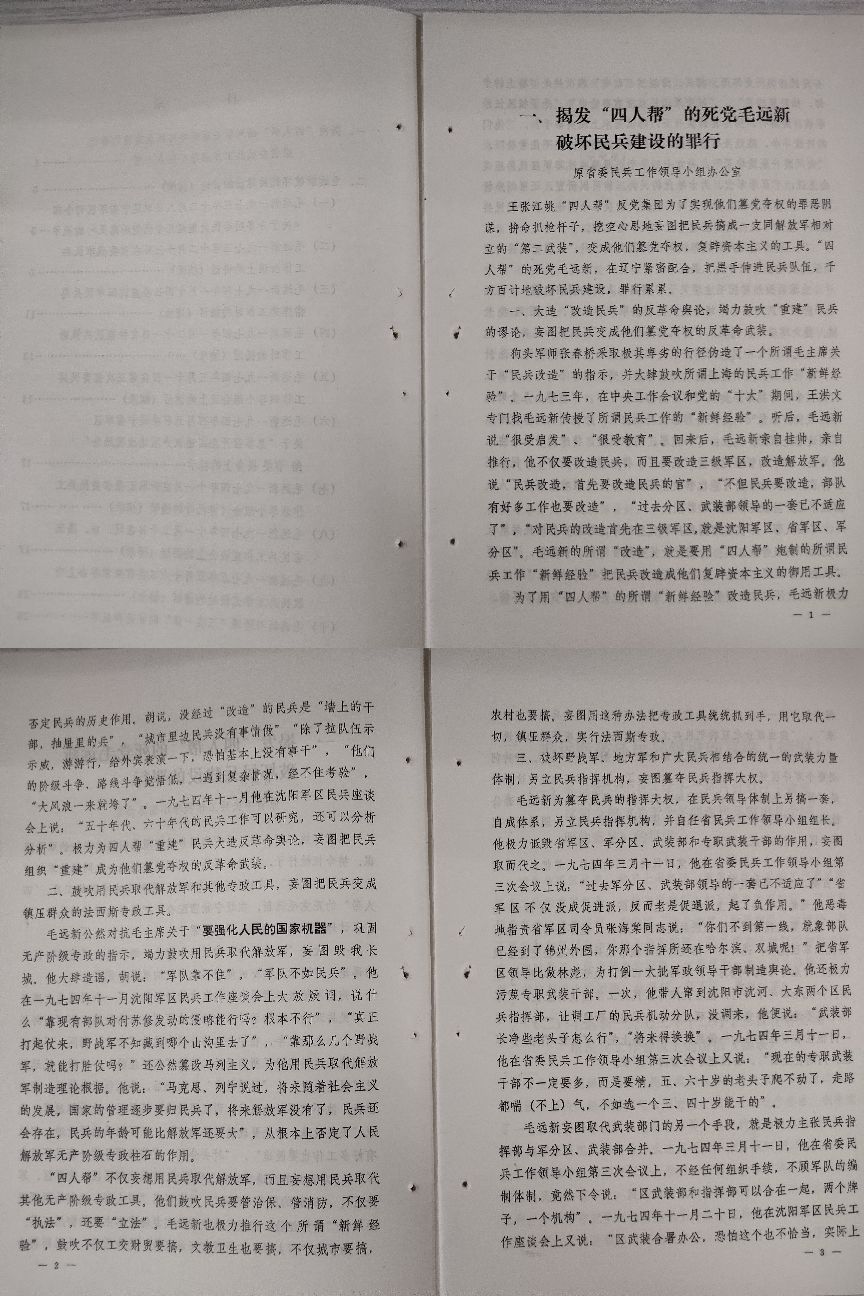 一、揭发“四人帮”的死党毛远新
破坏民兵建设的罪行
原省委民兵工作领导小组办公室
王张江姚“四人帮”反党集团为了实现他们篡党夺权的罪恶阴
谋，拚命抓枪杆子，挖空心思地妄图把民兵搞成一支同解放军相对
立的“第二武装”，变成他们篡党夺权，复辟资本主义的工具。“四
人帮”的死党毛远新，在辽宁紧密配合，把黑手伸进民兵队伍，千
方百计地破坏民兵建设，罪行累累。
一、大造“改造民兵”的反革命舆论，竭力鼓吹“重建”民兵
的谬论，妄图把民兵变成他们篡党夺权的反革命武装。
狗头军师张春桥采取极其卑劣的行径伪造了一个所谓毛主席关
于“民兵改造”的指示，并大肆鼓吹所谓上海的民兵工作“新鲜经
验”。一九七三年，在中央工作会议和党的“十大”期间，王洪文
专门找毛远新传授了所谓民兵工作的“新鲜经验”。听后，毛远新
说“很受启发”、“很受教育”。回来后，毛远新亲自挂帅，亲自
推行，他不仅要改造民兵，而且要改造三级军区，改造解放军。他
说“民兵改造，首先要改造民兵的官”，“不但民兵要改造，部队
有好多工作也要改造”，“过去分区、武装部领导的一套已不适应
了”，“对民兵的改造首先在三级军区，就是沈阳军区、省军区、军
分区”。毛远新的所谓“改造”，就是要用“四人帮”炮制的所谓民
兵工作“新鲜经验”把民兵改造成他们复辟资本主义的御用工具。
为了用“四人帮”的所谓“新鲜经验”改造民兵，毛远新极力
— 1 —
否定民兵的历史作用。胡说，没经过“改造”的民兵是“墙上的干
部，抽屉里的兵”，“城市里边民兵没有事情做”“除了拉队伍示
示威，游游行，给外宾表演一下，恐怕基本上没有事干”，“他们
的阶级斗争、路线斗争觉悟低，一遇到复杂情况，经不住考验”，
“大风浪一来就垮了”。一九七四年十一月他在沈阳军区民兵座谈
会上说：“五十年代、六十年代的民兵工作可以研究，还可以分析
分析”。极力为四人帮“重建”民兵大造反革命舆论，妄图把民兵
组织“重建”成为他们篡党夺权的反革命武装。
二、鼓吹用民兵取代解放军和其他专政工具，妄图把民兵变成
镇压群众的法西斯专政工具。
毛远新公然对抗毛主席关于“要强化人民的国家机器”，巩固
无产阶级专政的指示，竭力鼓吹用民兵取代解放军，妄图毁我长
城。他大肆造谣，胡说：“军队靠不住”，“军队不如民兵”。他
在一九七四年十一月沈阳军区民兵工作座谈会上大放厥词，说什
么“靠现有部队对付苏修发动的侵略能行吗？根本不行”，“真正
打起仗来，野战军不知藏到哪个山沟里去了”，“靠那么几个野战
军，就能打胜仗吗？”还公然篡改马列主义，为他用民兵取代解放
军制造理论根据。他说：“马克思、列宁说过，将来随着社会主义
的发展，国家的管理逐步要归民兵了，将来解放军没有了，民兵还
会存在，民兵的年龄可能比解放军还要大”，从根本上否定了人民
解放军无产阶级专政柱石的作用。
“四人帮”不仅妄想用民兵取代解放军，而且妄想用民兵取代
其他无产阶级专政工具。他们鼓吹民兵要管治保、管消防，不仅要
“执法”，还要“立法”。毛远新也极力推行这个所谓“新鲜经
验”，鼓吹不仅工交财贸要搞，文教卫生也要搞，不仅城市要搞，
— 2 —
农村也要搞。妄图用这种办法把专政工具统统抓到手，用它取代一
切，镇压群众，实行法西斯专政。
三、破坏野战军、地方军和广大民兵相结合的统一的武装力量
体制，另立民兵指挥机构，妄图篡夺民兵指挥大权。
毛远新为篡夺民兵的指挥大权，在民兵领导体制上另搞一套，
自成体系，另立民兵指挥机构，并自任省民兵工作领导小组组长。
他极力诋毁省军区、军分区、武装部和专职武装干部的作用，妄图
取而代之。一九七四年三月十一日，他在省委民兵工作领导小组第
三次会议上说：“过去军分区、武装部领导的一套已不适应了”“省
军区不仅没成促进派，反而老是促退派，起了负作用。”他恶毒
地指责省军区司令员张海棠同志说：“你们不到第一线，就象部队
已经到了锦州外围，你那个指挥所还在哈尔滨、双城呢！”把省军
区领导比做林彪，为打倒一大批军政领导干部制造舆论。他还极力
污蔑专职武装干部。一次，他带人窜到沈阳市沈河、大东两个区民
兵指挥部，让调工厂的民兵机动分队，没调来，他便说：“武装部
长净些老头子怎么行”，“将来得换换”。一九七四年三月十一日，
他在省委民兵工作领导小组第三次会议上又说：“现在的专职武装
干部不一定要多，而是要精，五、六十岁的老头子爬不动了，走路
都喘（不上）气，不如选一个三、四十岁能干的”。
毛远新妄图取代武装部门的另一个手段，就是极力主张民兵指
挥部与军分区、武装部合并。一九七四年三月十一日，他在省委民
兵工作领导小组第三次会议上，不经任何组织手续，不顾军队的编
制体制，竟然下令说：“区武装部和指挥部可以合在一起，两个牌
子，一个机构”。一九七四年十一月二十日，他在沈阳军区民兵工
作座谈会上又说：“区武装合署办公，恐怕这个也不恰当，实际上
— 3 —